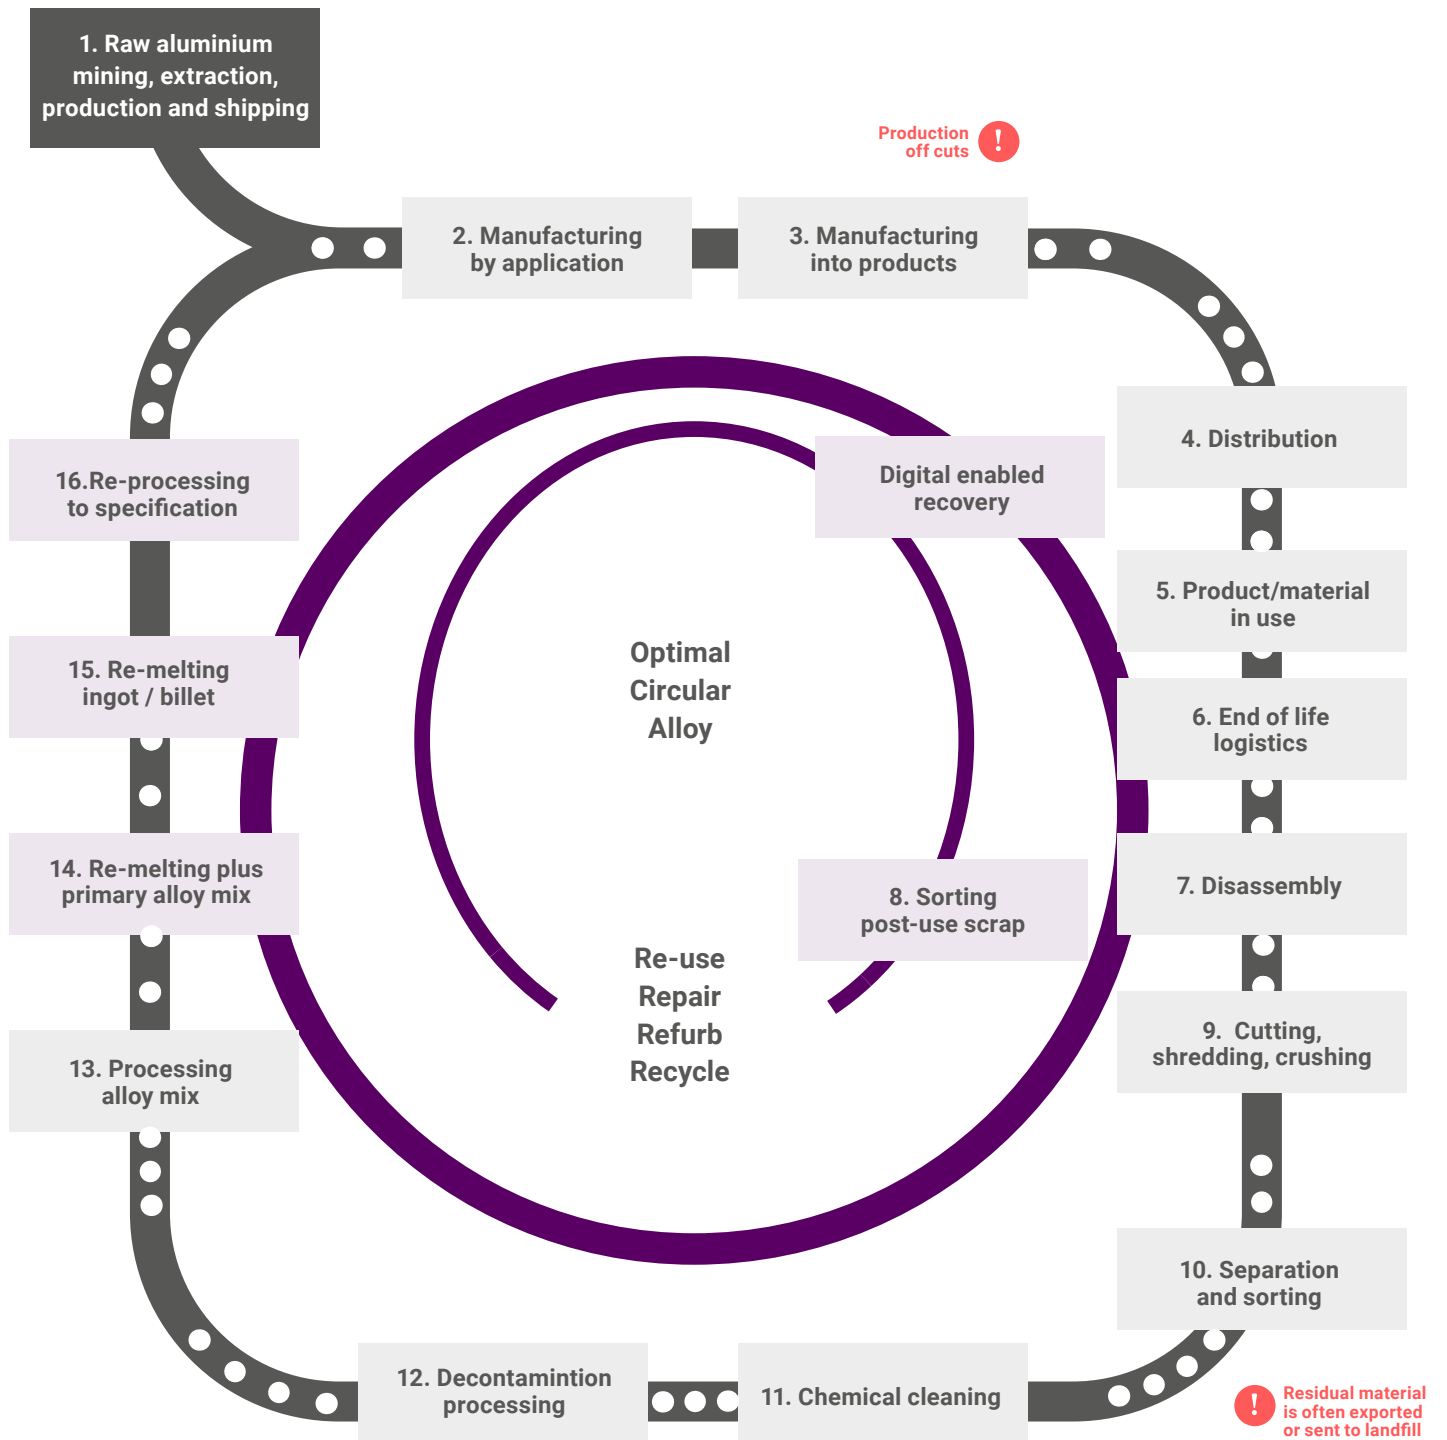 1. Raw aluminium
mining, extraction,
production and shipping
Production
off cuts
!
2. Manufacturing
by application
3. Manufacturing
into products
4. Distribution
5. Product/material
in use
6. End of life
logistics
7. Disassembly
Digital enabled
recovery
8. Sorting
post-use scrap
9.  Cutting,
shredding, crushing
10. Separation
and sorting
!
Residual material
is often exported
or sent to landfill
11. Chemical cleaning
12. Decontamintion
processing
13. Processing
alloy mix
14. Re-melting plus
primary alloy mix
15. Re-melting
ingot / billet
16.Re-processing
to specification
Optimal
Circular
Alloy
Re-use
Repair
Refurb
Recycle